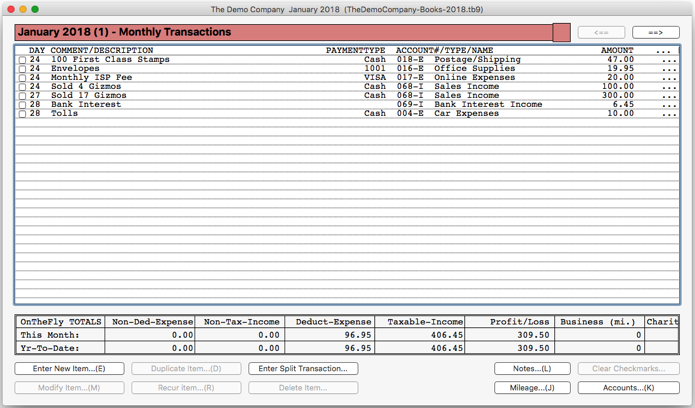 The Demo Company January 2018 (TheDemoCompany-Books-2018.tb9)
January 2018 (1) - Monthly Transactions <== ==>
DAY COMMENT/DESCRIPTION PAYMENTTYPE ACCOUNT#/TYPE/NAME AMOUNT ...
24 100 First Class Stamps Cash 018-E Postage/Shipping 47.00 ...
24 Envelopes 1001 016-E Office Supplies 19.95 ...
24 Monthly ISP Fee VISA 017-E Online Expenses 20.00 ...
24 Sold 4 Gizmos Cash 068-I Sales Income 100.00 ...
27 Sold 17 Gizmos Cash 068-I Sales Income 300.00 ...
28 Bank Interest 069-I Bank Interest Income 6.45 ...
28 Tolls Cash 004-E Car Expenses 10.00 ...
OnTheFly TOTALS Non-Ded-Expense Non-Tax-Income Deduct-Expense Taxable-Income Profit/Loss Business (mi.) Charit
This Month: 0.00 0.00 96.95 406.45 309.50 0
Yr-To-Date: 0.00 0.00 96.95 406.45 309.50 0
Enter New Item...(E) Duplicate Item...(D) Enter Split Transaction... Notes...(L) Clear Checkmarks...
Modify Item...(M) Recur Item...(R) Delete Item... Mileage...(J) Accounts...(K)